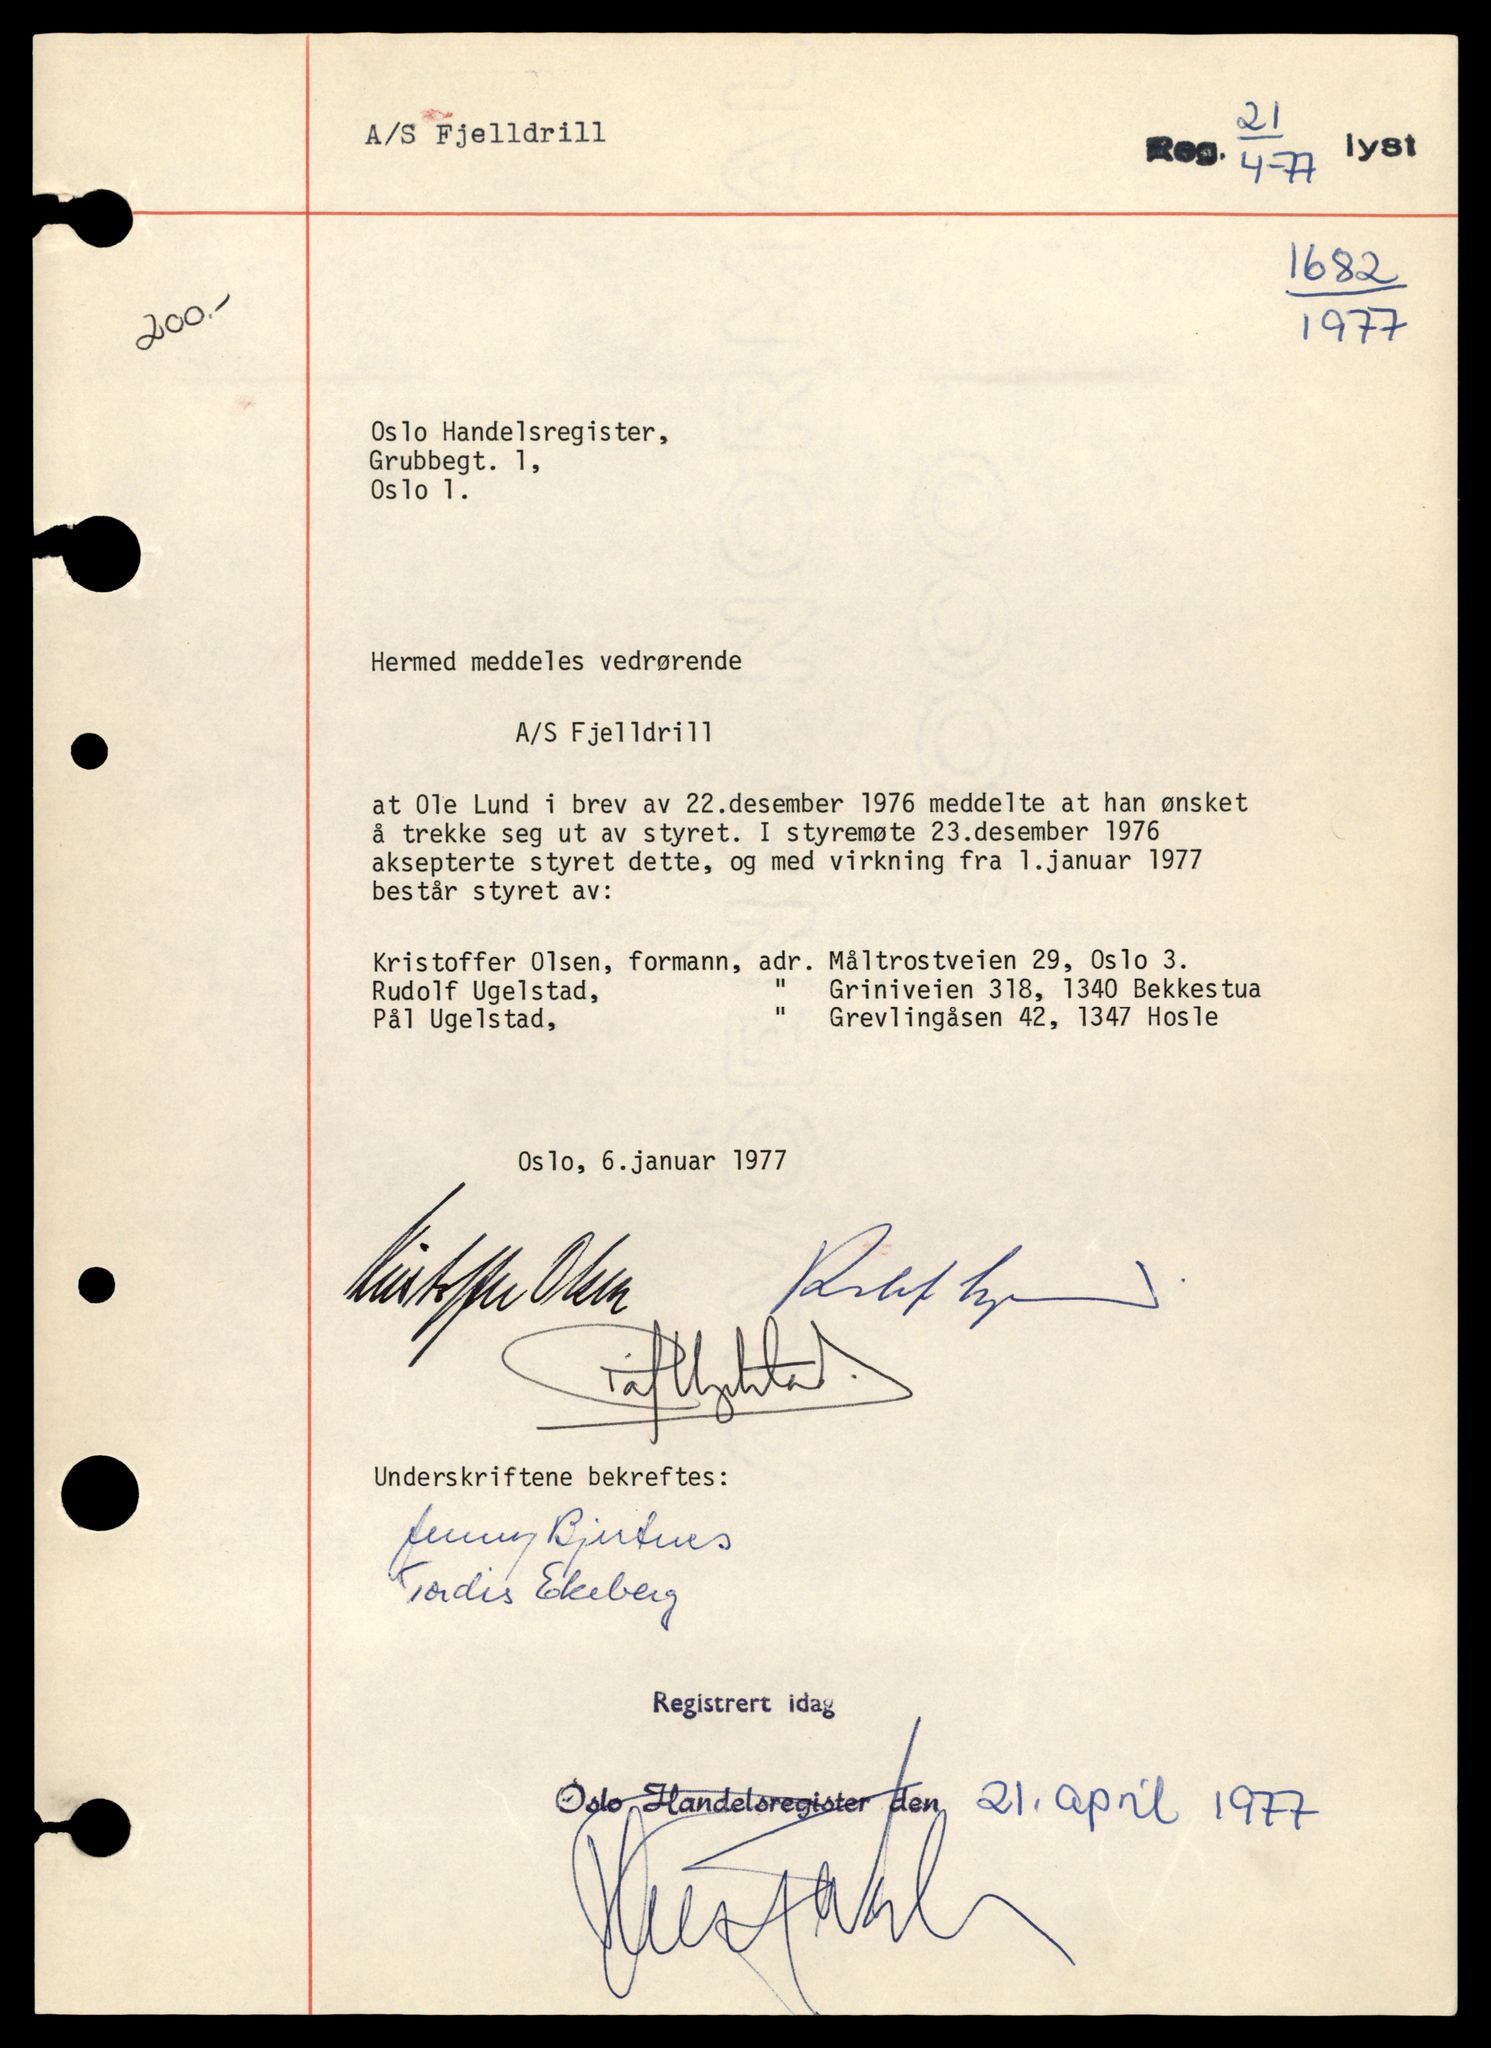 A/S Fjelldrill
Reg. 21/4-77 lyst
1682
1977
200.-
Oslo Handelsregister,
Grubbegt. 1,
Oslo 1.
Hermed meddeles vedrørende
A/S Fjelldrill
at Ole Lund i brev av 22.desember 1976 meddelte at han ønsket
å trekke seg ut av styret. I styremøte 23.desember 1976
aksepterte styret dette, og med virkning fra 1.januar 1977
består styret av:
Kristoffer Olsen, formann, adr. Måltrostveien 29, Oslo 3.
Rudolf Ugelstad, " Griniveien 318, 1340 Bekkestua
Pål Ugelstad, " Grevlingåsen 42, 1347 Hosle
Oslo, 6.januar 1977
Kristoffer Olsen
Pål Ugelstad
Underskriftene bekreftes:
Jenny Bjertnes
Tordis Ekeberg
Registrert idag
Oslo Handelsregister den 21. april 1977